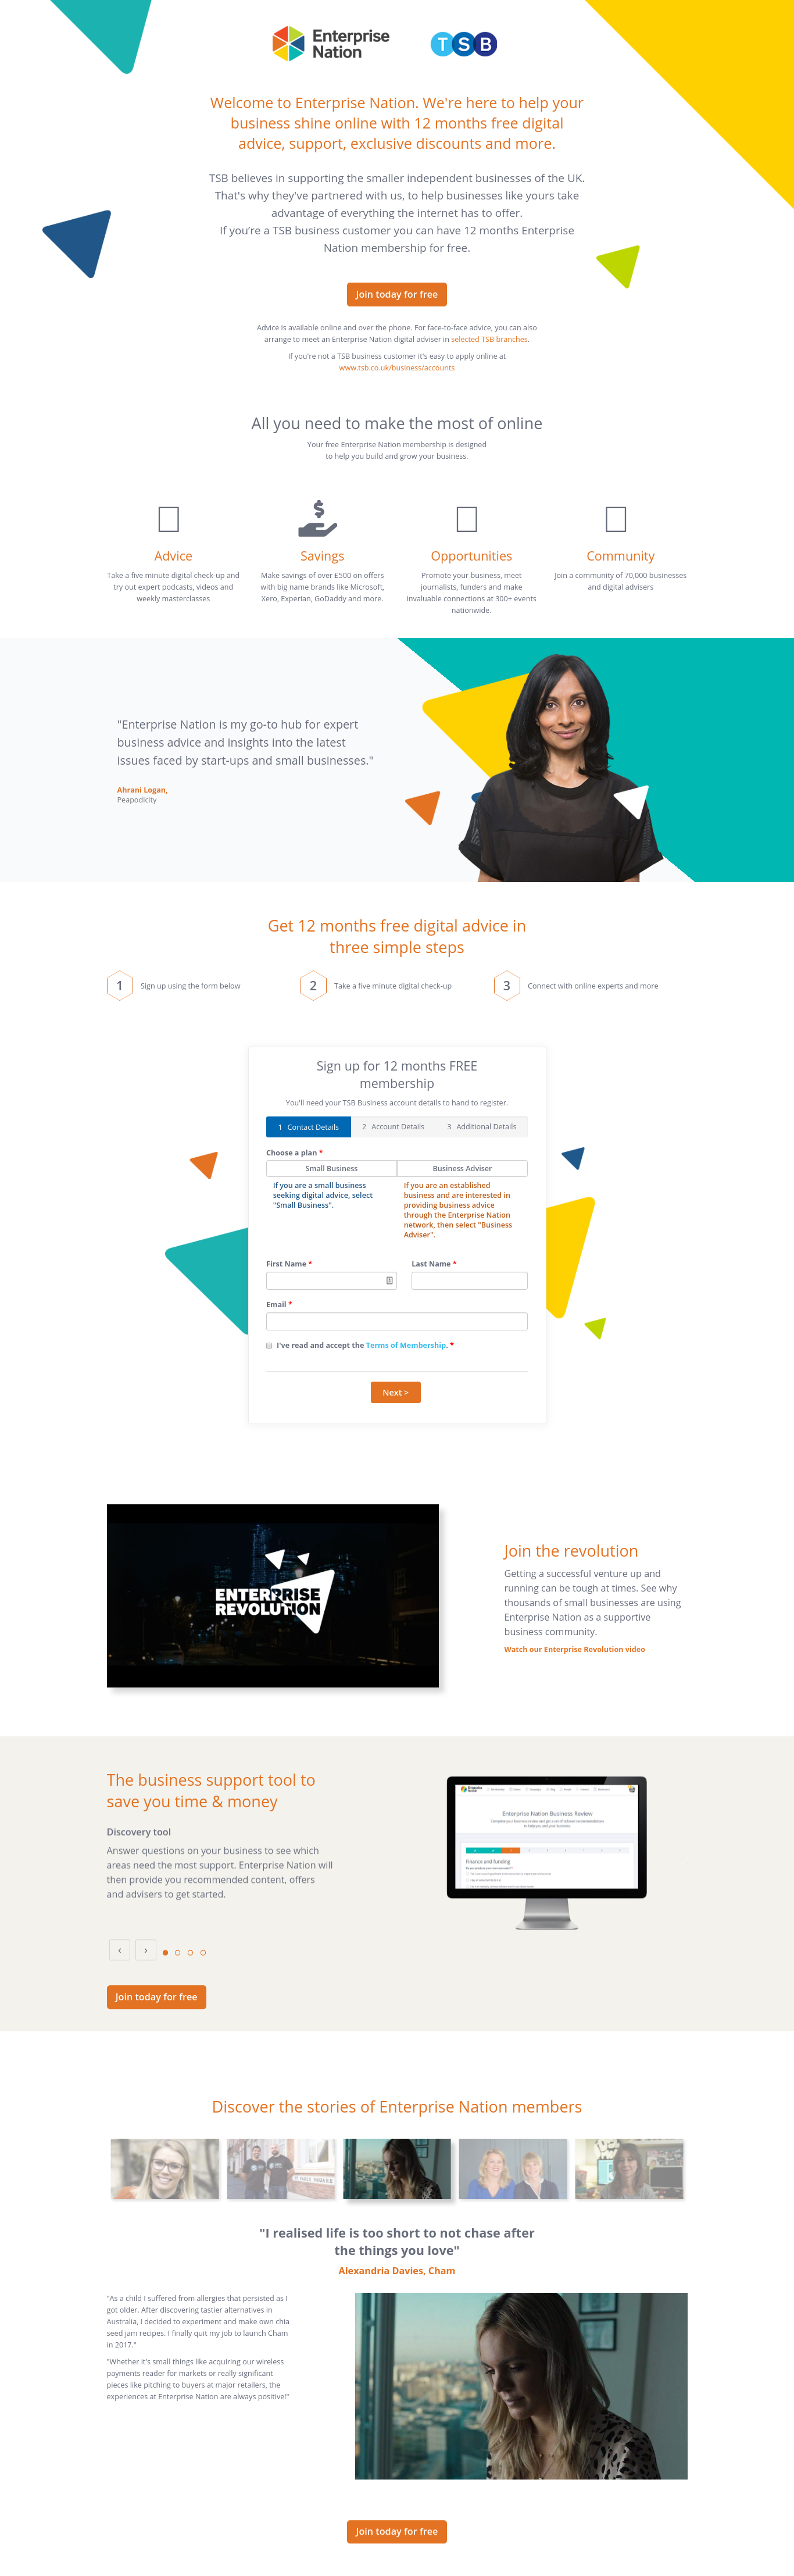 Enterprise
Nation
TSB
Welcome to Enterprise Nation. We're here to help your
business shine online with 12 months free digital
advice, support, exclusive discounts and more.
TSB believes in supporting the smaller independent businesses of the UK.
That's why they've partnered with us, to help businesses like yours take
advantage of everything the internet has to offer.
If you're a TSB business customer you can have 12 months Enterprise
Nation membership for free.
Join today for free
Advice is available online and over the phone. For face-to-face advice, you can also
arrange to meet an Enterprise Nation digital adviser in selected TSB branches.
If you're not a TSB business customer it's easy to apply online at
www.tsb.co.uk/business/accounts
All you need to make the most of online
Your free Enterprise Nation membership is designed
to help you build and grow your business.
Advice
Take a five minute digital check-up and
try out expert podcasts, videos and
weekly masterclasses
Savings
Make savings of over £500 on offers
with big name brands like Microsoft,
Xero, Experian, GoDaddy and more.
Opportunities
Promote your business, meet
journalists, funders and make
invaluable connections at 300+ events
nationwide.
Community
Join a community of 70,000 businesses
and digital advisers
"Enterprise Nation is my go-to hub for expert
business advice and insights into the latest
issues faced by start-ups and small businesses."
Ahrani Logan,
Peapodicity
Get 12 months free digital advice in
three simple steps
1 Sign up using the form below
2 Take a five minute digital check-up
3 Connect with online experts and more
Sign up for 12 months FREE
membership
You'll need your TSB Business account details to hand to register.
1 Contact Details 2 Account Details 3 Additional Details
Choose a plan *
Small Business
Business Adviser
If you are a small business
seeking digital advice, select
"Small Business".
If you are an established
business and are interested in
providing business advice
through the Enterprise Nation
network, then select "Business
Adviser".
First Name *
Last Name *
Email *
I've read and accept the Terms of Membership. *
Next >
ENTERPRISE
REVOLUTION
Join the revolution
Getting a successful venture up and
running can be tough at times. See why
thousands of small businesses are using
Enterprise Nation as a supportive
business community.
Watch our Enterprise Revolution video
The business support tool to
save you time & money
Discovery tool
Answer questions on your business to see which
areas need the most support. Enterprise Nation will
then provide you recommended content, offers
and advisers to get started.
‹ ›
Join today for free
Enterprise Nation Business Review
Finance and funding
Discover the stories of Enterprise Nation members
"I realised life is too short to not chase after
the things you love"
Alexandria Davies, Cham
"As a child I suffered from allergies that persisted as I
got older. After discovering tastier alternatives in
Australia, I decided to experiment and make own chia
seed jam recipes. I finally quit my job to launch Cham
in 2017."
"Whether it's small things like acquiring our wireless
payments reader for markets or really significant
pieces like pitching to buyers at major retailers, the
experiences at Enterprise Nation are always positive!"
Join today for free